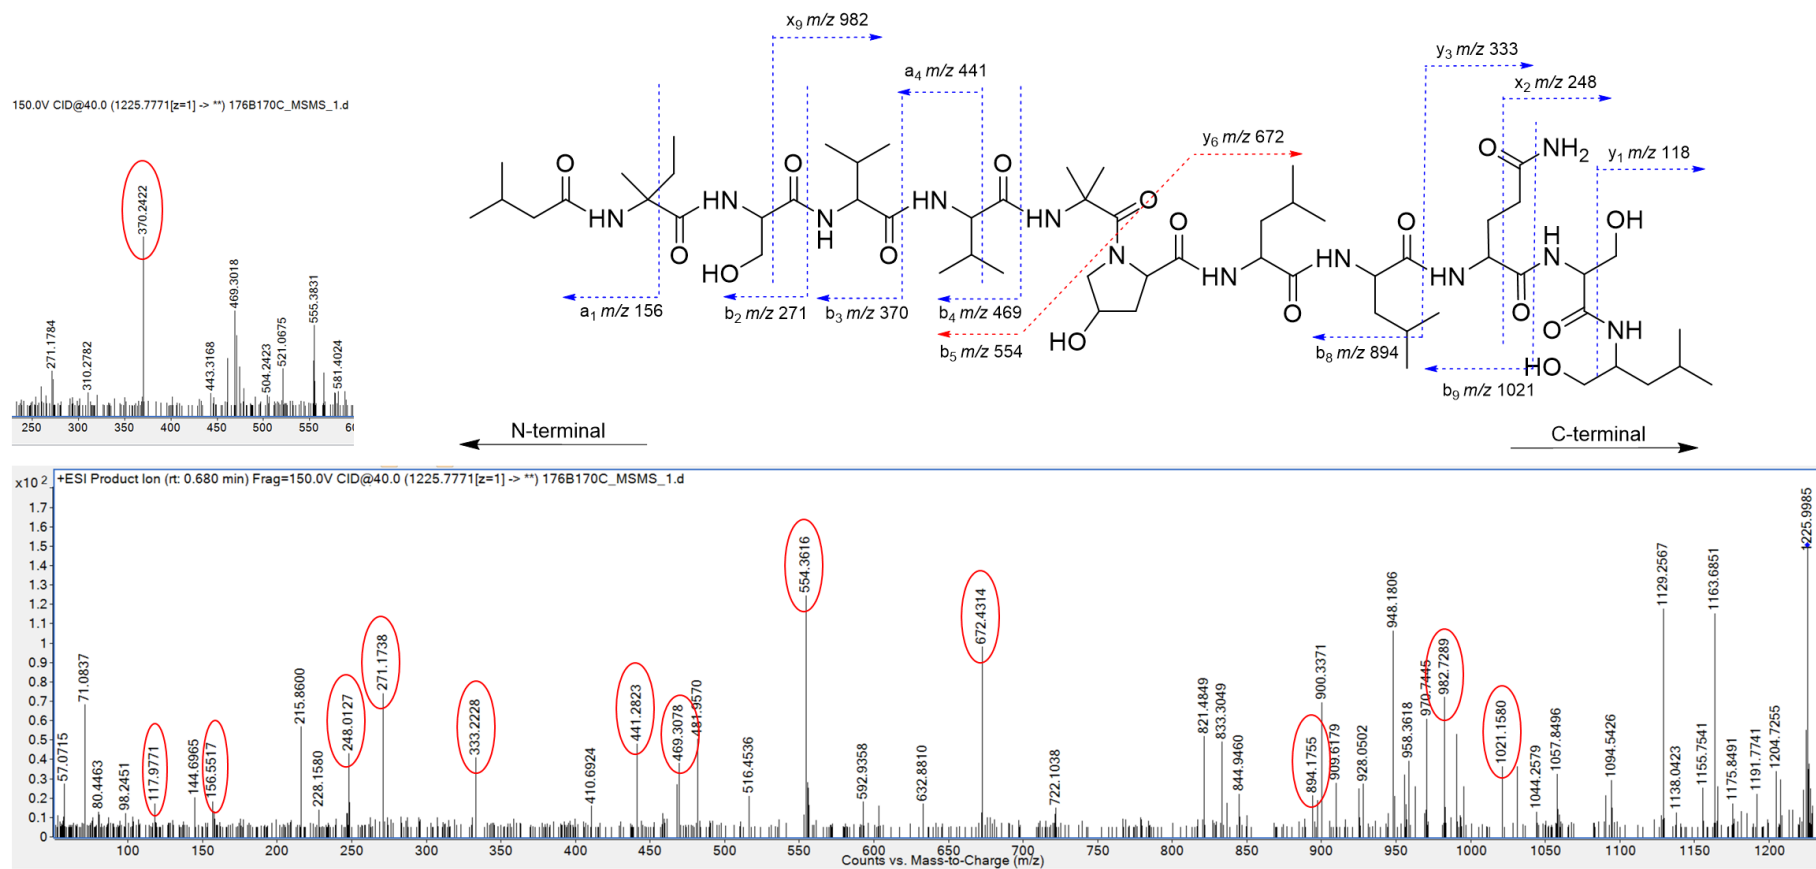 150.0V CID@40.0 (1225.7771[z=1] -> **) 176B170C_MSMS_1.d
370.2422
271.1784
310.2782
443.3168
469.3018
504.2423
521.0675
555.3831
581.4024
250 300 350 400 450 500 550 60
x₉ m/z 982
a₄ m/z 441
y₃ m/z 333
x₂ m/z 248
y₆ m/z 672
y₁ m/z 118
O
NH₂
O
O
O
O
OH
HN
NH
NH
NH
O
O
O
H
N
N
H
O
O
HO
O
N
O
NH
NH
NH
O
O
O
NH
HO
HO
a₁ m/z 156
b₂ m/z 271
b₃ m/z 370
b₄ m/z 469
b₅ m/z 554
b₈ m/z 894
b₉ m/z 1021
N-terminal
C-terminal
x10 2
+ESI Product Ion (rt: 0.680 min) Frag=150.0V CID@40.0 (1225.7771[z=1] -> **) 176B170C_MSMS_1.d
1.7
1.6
1.5
1.4
1.3
1.2
1.1
1
0.9
0.8
0.7
0.6
0.5
0.4
0.3
0.2
0.1
0
57.0715
71.0837
80.4463
98.2451
117.9771
144.6965
156.5517
215.8600
228.1580
248.0127
271.1738
333.2228
410.6924
441.2823
469.3078
481.9570
516.4536
554.3616
592.9358
632.8810
672.4314
722.1038
821.4849
833.3049
844.9460
894.1755
900.3371
909.6179
928.0502
948.1806
958.3618
970.7445
982.7289
1021.1580
1044.2579
1057.8496
1094.5426
1129.2567
1138.0423
1155.7541
1163.6851
1175.8491
1191.7741
1204.7255
1225.9985
100 150 200 250 300 350 400 450 500 550 600 650 700 750 800 850 900 950 1000 1050 1100 1150 1200
Counts vs. Mass-to-Charge (m/z)